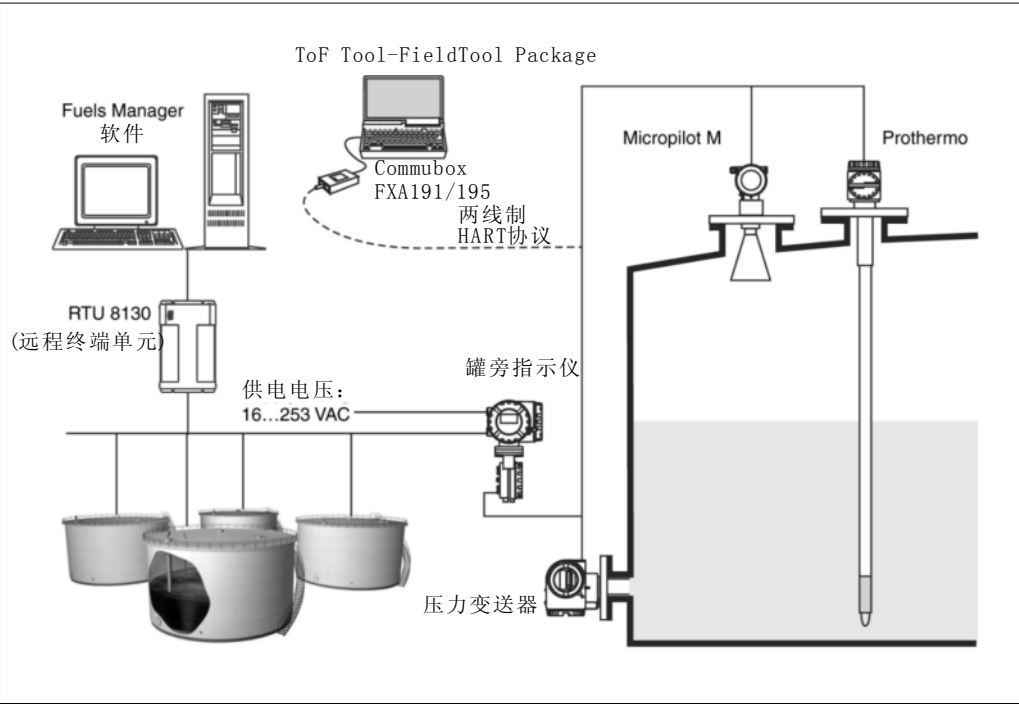 ToF Tool-FieldTool Package
Fuels Manager
软件
Commubox
FXA191/195
两线制
HART协议
Micropilot M
Prothermo
RTU 8130
(远程终端单元)
罐旁指示仪
供电电压：
16...253 VAC
压力变送器